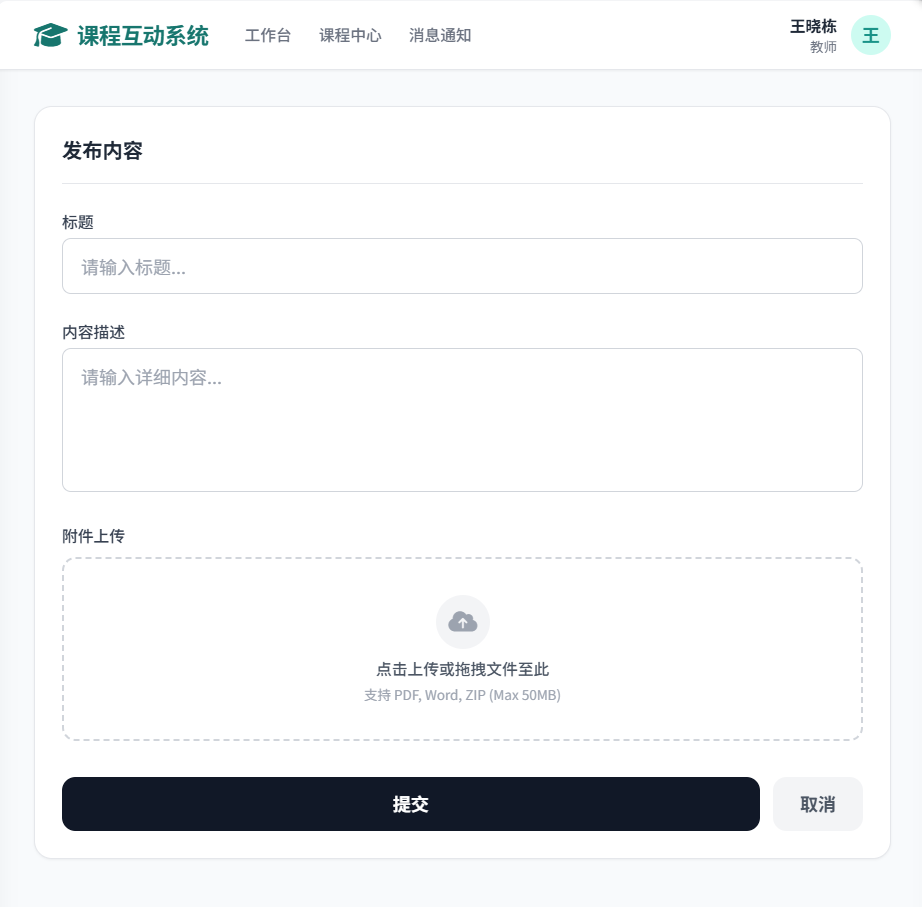 课程互动系统
工作台
课程中心
消息通知
王晓栋
教师
王
发布内容
标题
请输入标题...
内容描述
请输入详细内容...
附件上传
点击上传或拖拽文件至此
支持 PDF, Word, ZIP (Max 50MB)
提交
取消